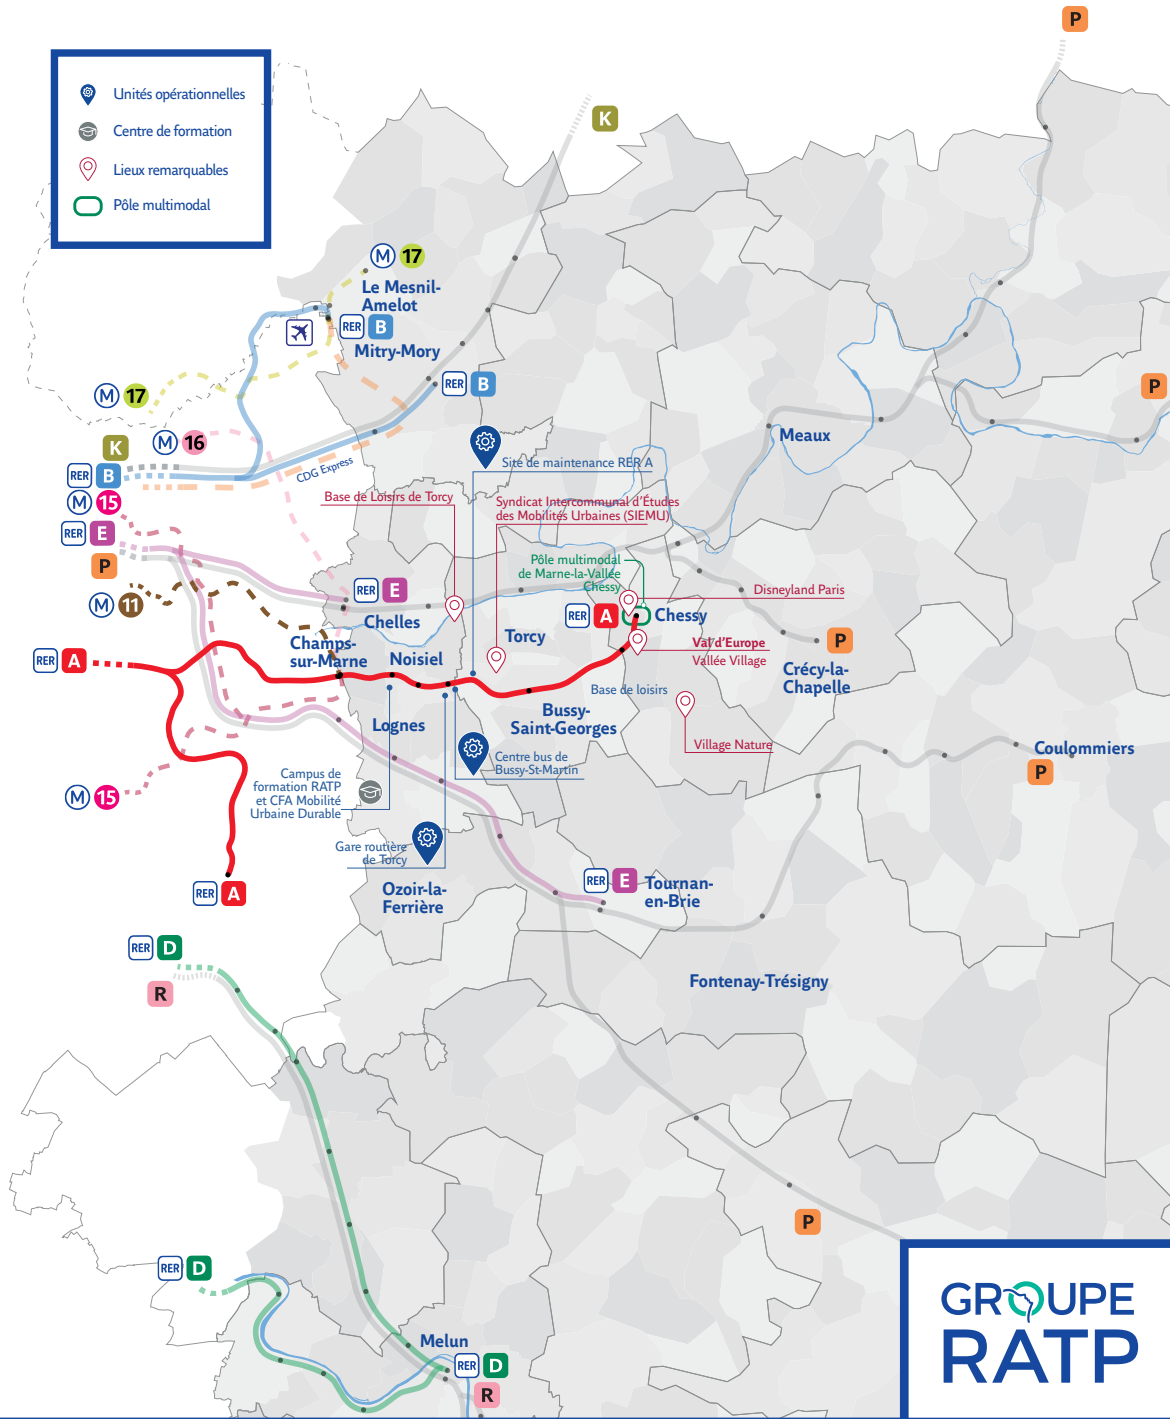 P
Unités opérationnelles
Centre de formation
Lieux remarquables
Pôle multimodal
K
M 17
Le Mesnil-
Amelot
RER B
Mitry-Mory
RER B
M 17
P
K
M 16
Meaux
RER B
CDG Express
Site de maintenance RER A
M 15
Base de Loisirs de Torcy
Syndicat Intercommunal d'Études
des Mobilités Urbaines (SIEMU)
RER E
P
Pôle multimodal
de Marne-la-Vallée
Chessy
M 11
RER E
Disneyland Paris
Chelles
RER A
Chessy
Torcy
P
Val d'Europe
Vallée Village
Champs-
sur-Marne
Noisiel
RER A
Crécy-la-
Chapelle
Base de loisirs
Bussy-
Saint-Georges
Lognes
Village Nature
Coulommiers
P
Centre bus de
Bussy-St-Martin
Campus de
formation RATP
et CFA Mobilité
Urbaine Durable
M 15
Gare routière
de Torcy
RER A
Ozoir-la-
Ferrière
RER E
Tournan-
en-Brie
RER D
R
Fontenay-Trésigny
P
RER D
Melun
RER D
R
GROUPE
RATP